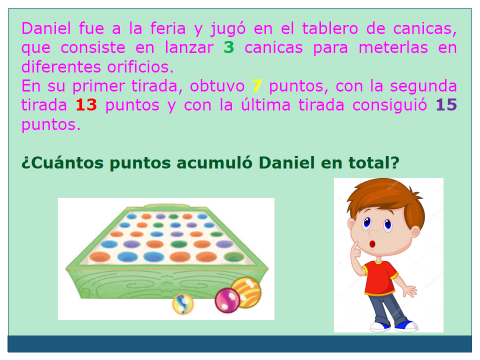 Daniel fue a la feria y jugó en el tablero de canicas,
que consiste en lanzar 3 canicas para meterlas en
diferentes orificios.
En su primer tirada, obtuvo 7 puntos, con la segunda
tirada 13 puntos y con la última tirada consiguió 15
puntos.
¿Cuántos puntos acumuló Daniel en total?